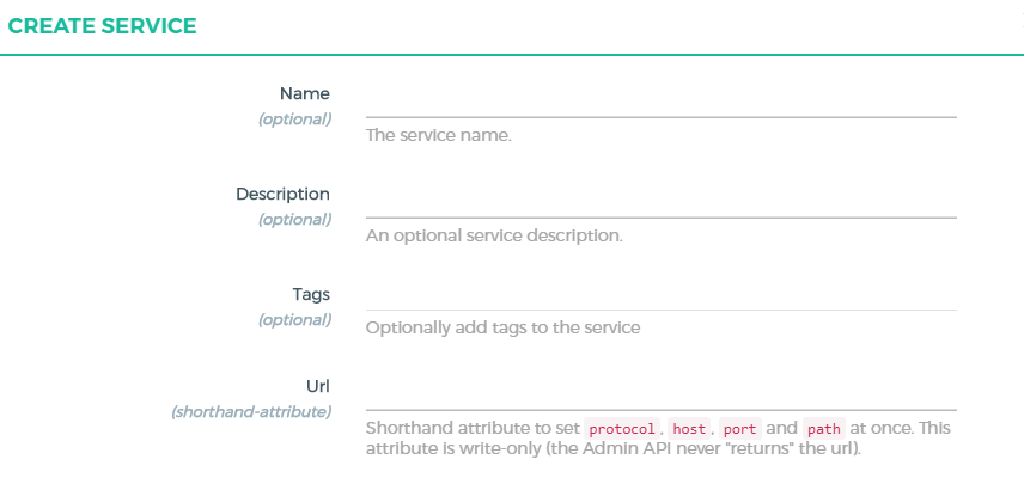 CREATE SERVICE
Name
(optional)
The service name.
Description
(optional)
An optional service description.
Tags
(optional)
Optionally add tags to the service
Url
(shorthand-attribute)
Shorthand attribute to set protocol, host, port and path at once. This
attribute is write-only (the Admin API never "returns" the url).